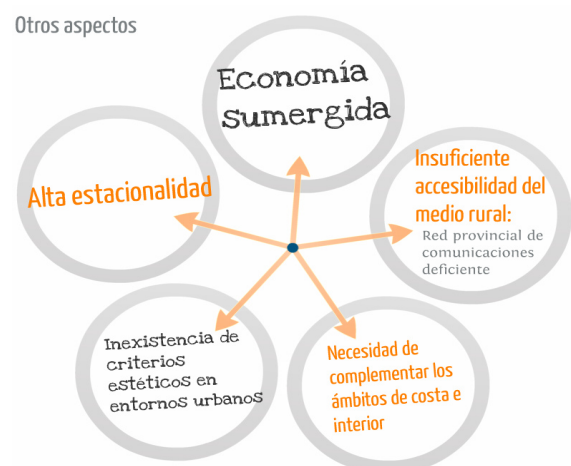 Otros aspectos
Economía
sumergida
Alta estacionalidad
Insuficiente
accesibilidad del
medio rural:
Red provincial de
comunicaciones
deficiente
Inexistencia de
criterios
estéticos en
entornos urbanos
Necesidad de
complementar los
ámbitos de costa e
interior